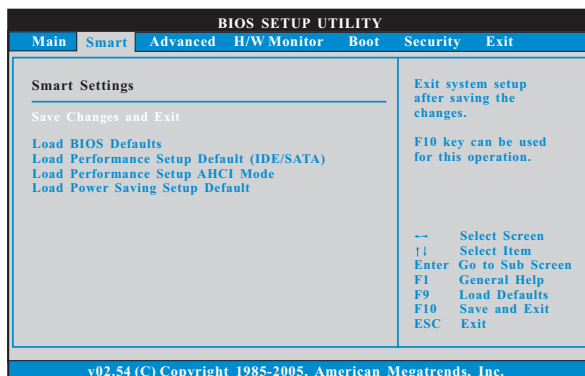 BIOS SETUP UTILITY
Main Smart Advanced H/W Monitor Boot Security Exit
Smart Settings
Save Changes and Exit
Load BIOS Defaults
Load Performance Setup Default (IDE/SATA)
Load Performance Setup AHCI Mode
Load Power Saving Setup Default
Exit system setup
after saving the
changes.
F10 key can be used
for this operation.
←→ Select Screen
↑↓ Select Item
Enter Go to Sub Screen
F1 General Help
F9 Load Defaults
F10 Save and Exit
ESC Exit
v02.54 (C) Copyright 1985-2005, American Megatrends, Inc.